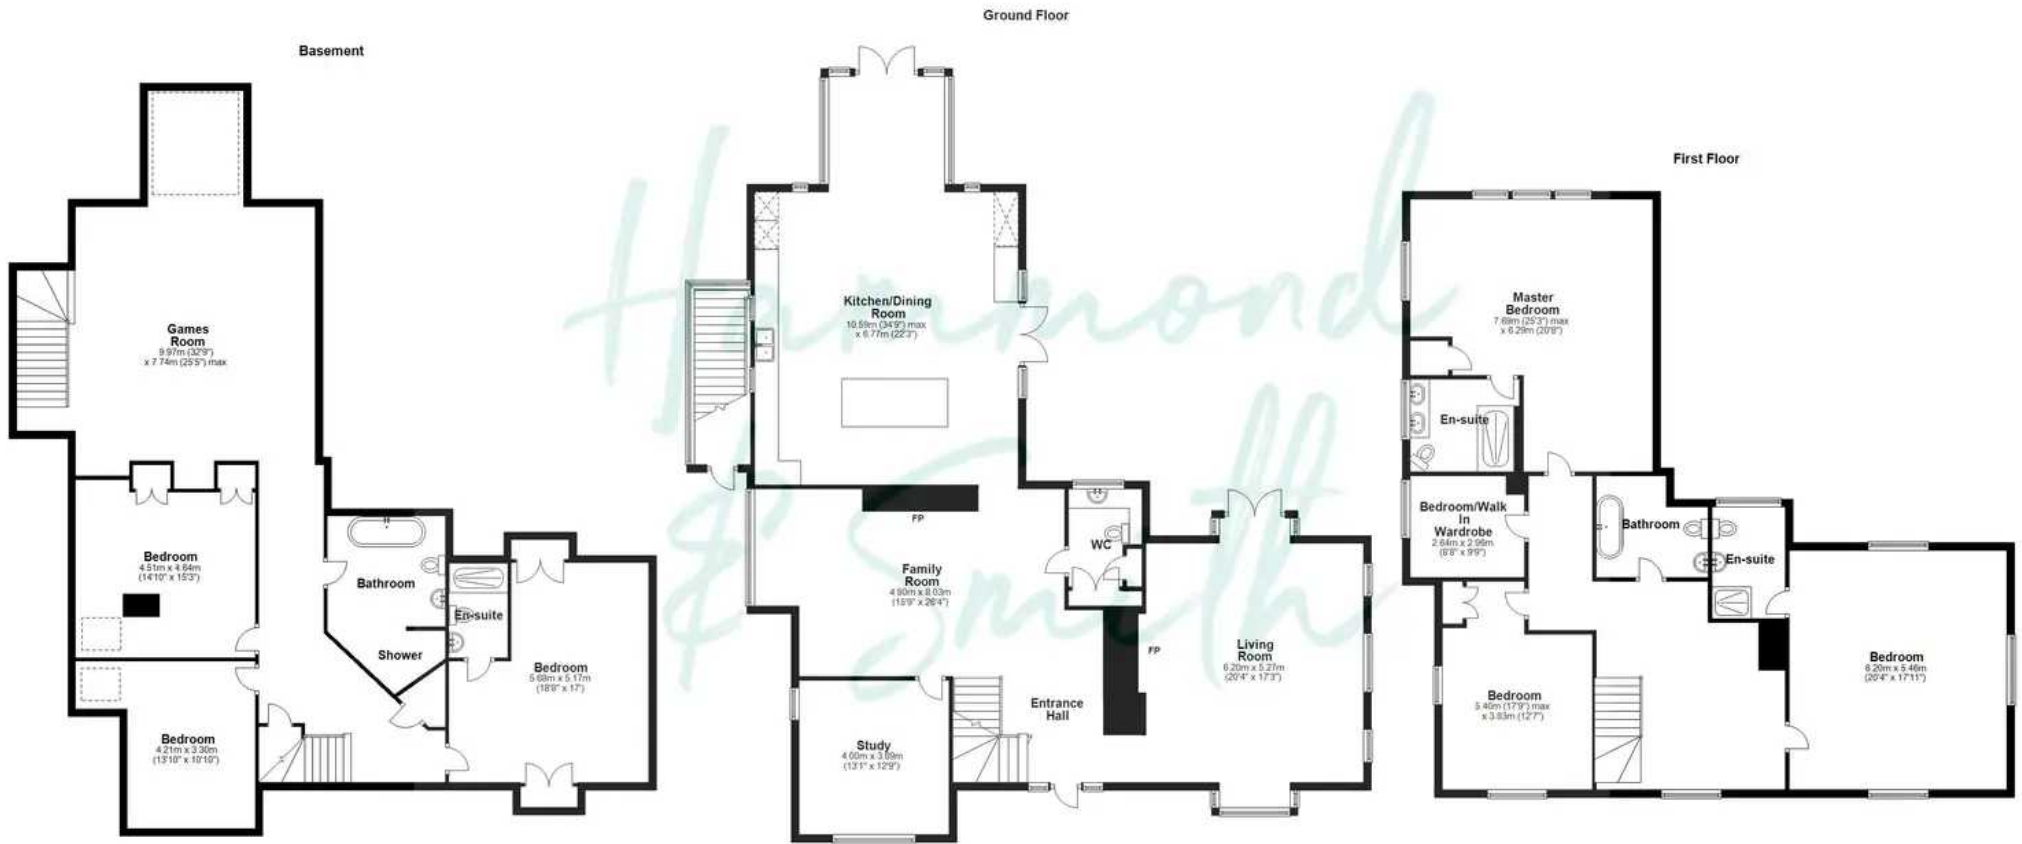 Basement
Games
Room
9.97m (32'9")
x 7.74m (25'5") max
Bedroom
4.51m x 4.64m
(14'10" x 15'3")
Bathroom
En-suite
Shower
Bedroom
5.68m x 5.17m
(18'8" x 17')
Bedroom
4.21m x 3.30m
(13'10" x 10'10")
Ground Floor
Kitchen/Dining
Room
10.59m (34'9") max
x 6.77m (22'3")
FP
WC
Family
Room
4.80m x 8.03m
(15'9" x 26'4")
FP
Living
Room
6.20m x 5.27m
(20'4" x 17'3")
Entrance
Hall
Study
4.00m x 3.89m
(13'1" x 12'9")
First Floor
Master
Bedroom
7.69m (25'3") max
x 6.29m (20'8")
En-suite
Bedroom/Walk
In
Wardrobe
2.64m x 2.96m
(8'8" x 9'9")
Bathroom
En-suite
Bedroom
5.40m (17'9") max
x 3.83m (12'7")
Bedroom
6.20m x 5.46m
(20'4" x 17'11")
Hammond
& Smith